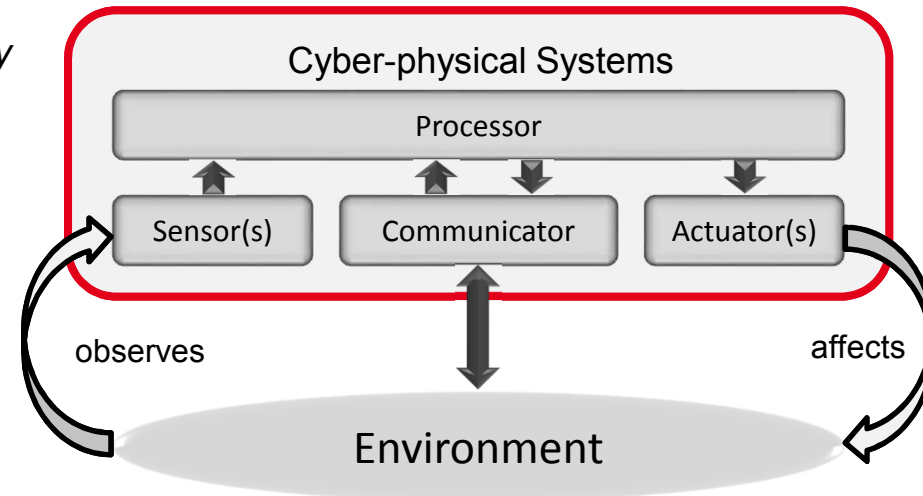 y
Cyber-physical Systems
Processor
Sensor(s)
Communicator
Actuator(s)
observes
affects
Environment